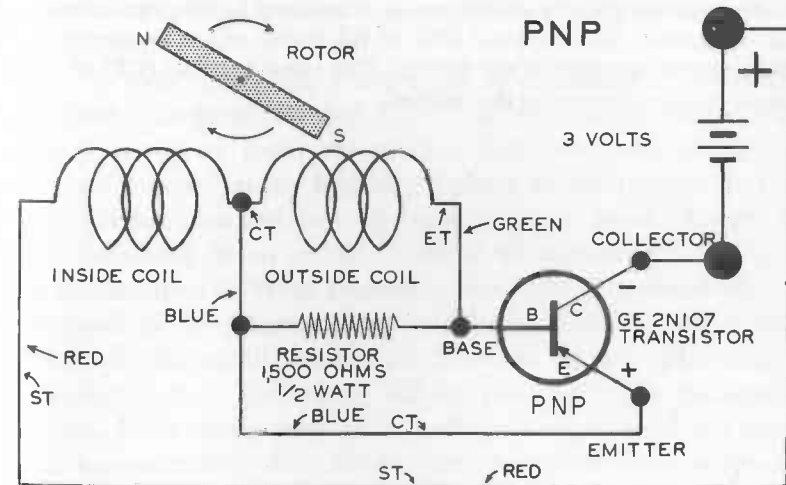 PNP
N
ROTOR
S
+
3 VOLTS
CT
ET
GREEN
COLLECTOR
INSIDE COIL
OUTSIDE COIL
BLUE
-
B
C
GE 2N107
TRANSISTOR
RED
RESISTOR
1,500 OHMS
1/2 WATT
BASE
E
+
ST
BLUE
CT
PNP
EMITTER
ST
RED